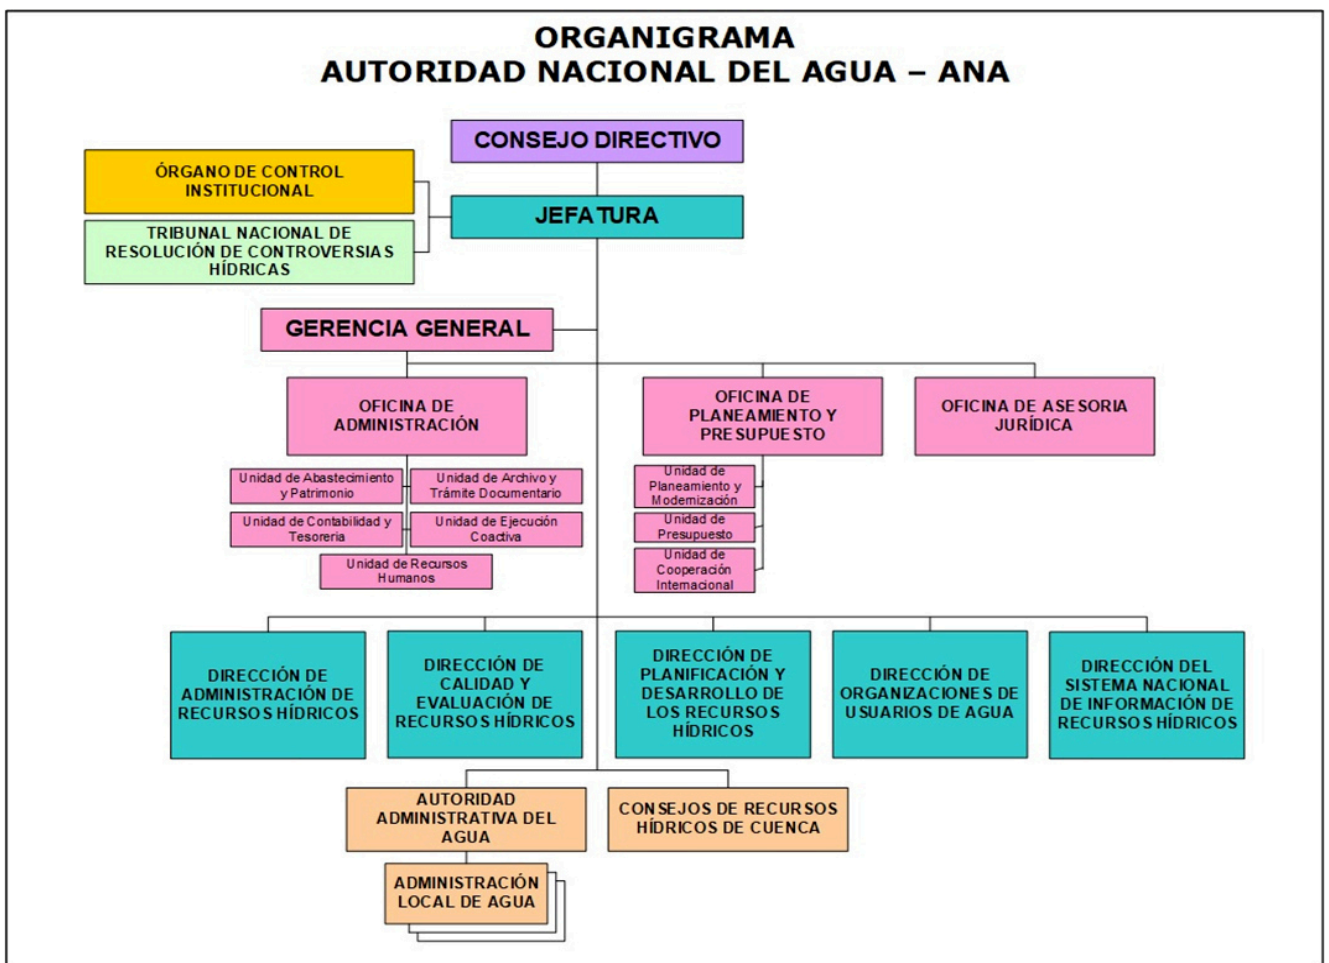 ORGANIGRAMA
AUTORIDAD NACIONAL DEL AGUA – ANA
CONSEJO DIRECTIVO
ÓRGANO DE CONTROL
INSTITUCIONAL
JEFATURA
TRIBUNAL NACIONAL DE
RESOLUCIÓN DE CONTROVERSIAS
HÍDRICAS
GERENCIA GENERAL
OFICINA DE
ADMINISTRACIÓN
OFICINA DE
PLANEAMIENTO Y
PRESUPUESTO
OFICINA DE ASESORIA
JURÍDICA
Unidad de Abastecimiento
y Patrimonio
Unidad de Archivo y
Trámite Documentario
Unidad de Contabilidad y
Tesoreria
Unidad de Ejecución
Coactiva
Unidad de Recursos
Humanos
Unidad de
Planeamiento y
Modernización
Unidad de
Presupuesto
Unidad de
Cooperación
Internacional
DIRECCIÓN DE
ADMINISTRACIÓN DE
RECURSOS HÍDRICOS
DIRECCIÓN DE
CALIDAD Y
EVALUACIÓN DE
RECURSOS HÍDRICOS
DIRECCIÓN DE
PLANIFICACIÓN Y
DESARROLLO DE
LOS RECURSOS
HÍDRICOS
DIRECCIÓN DE
ORGANIZACIONES DE
USUARIOS DE AGUA
DIRECCIÓN DEL
SISTEMA NACIONAL
DE INFORMACIÓN DE
RECURSOS HÍDRICOS
AUTORIDAD
ADMINISTRATIVA DEL
AGUA
CONSEJOS DE RECURSOS
HÍDRICOS DE CUENCA
ADMINISTRACIÓN
LOCAL DE AGUA